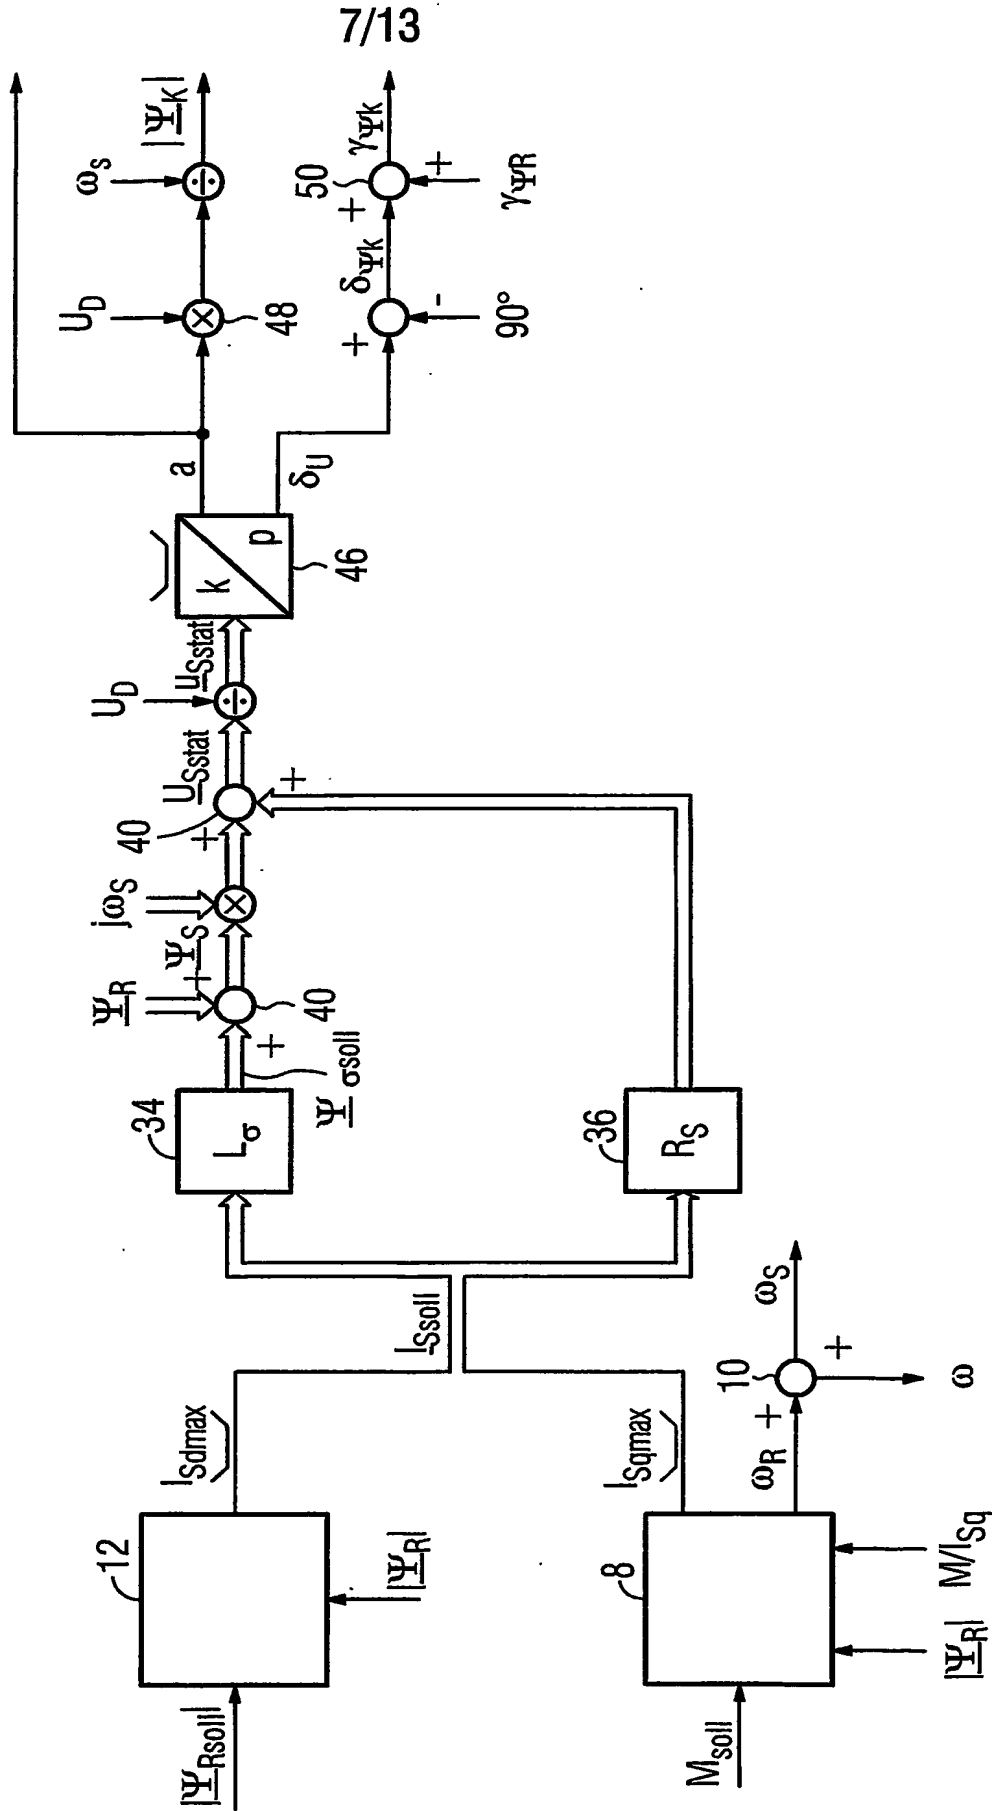 7/13
|Ψ_Rsoll|
12
|Ψ_R|
I_Sdmax
M_soll
8
|Ψ_R|
M/I_Sq
I_Sqmax
ω_R
+
10
+
ω
ω_S
I_Ssoll
34
L_σ
36
R_S
Ψ_σsoll
+
40
Ψ_R
+
Ψ_S
jω_S
×
+
40
+
U_Sstat
U_D
÷
u_Sstat
k
p
46
a
δ_U
U_D
×
48
ω_s
÷
|Ψ_K|
+
-
90°
δ_Ψk
+
50
+
γ_ΨR
γ_Ψk